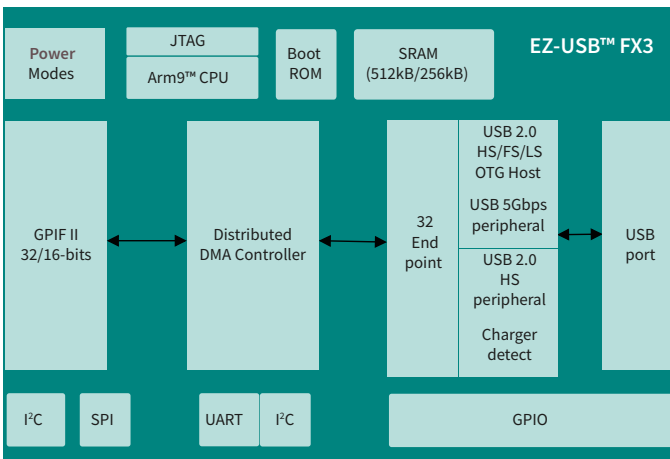 EZ-USB™ FX3
Power
Modes
JTAG
Arm9™ CPU
Boot
ROM
SRAM
(512kB/256kB)
GPIF II
32/16-bits
Distributed
DMA Controller
32
End
point
USB 2.0
HS/FS/LS
OTG Host
USB 5Gbps
peripheral
USB 2.0
HS
peripheral
Charger
detect
USB
port
I²C
SPI
UART
I²C
GPIO